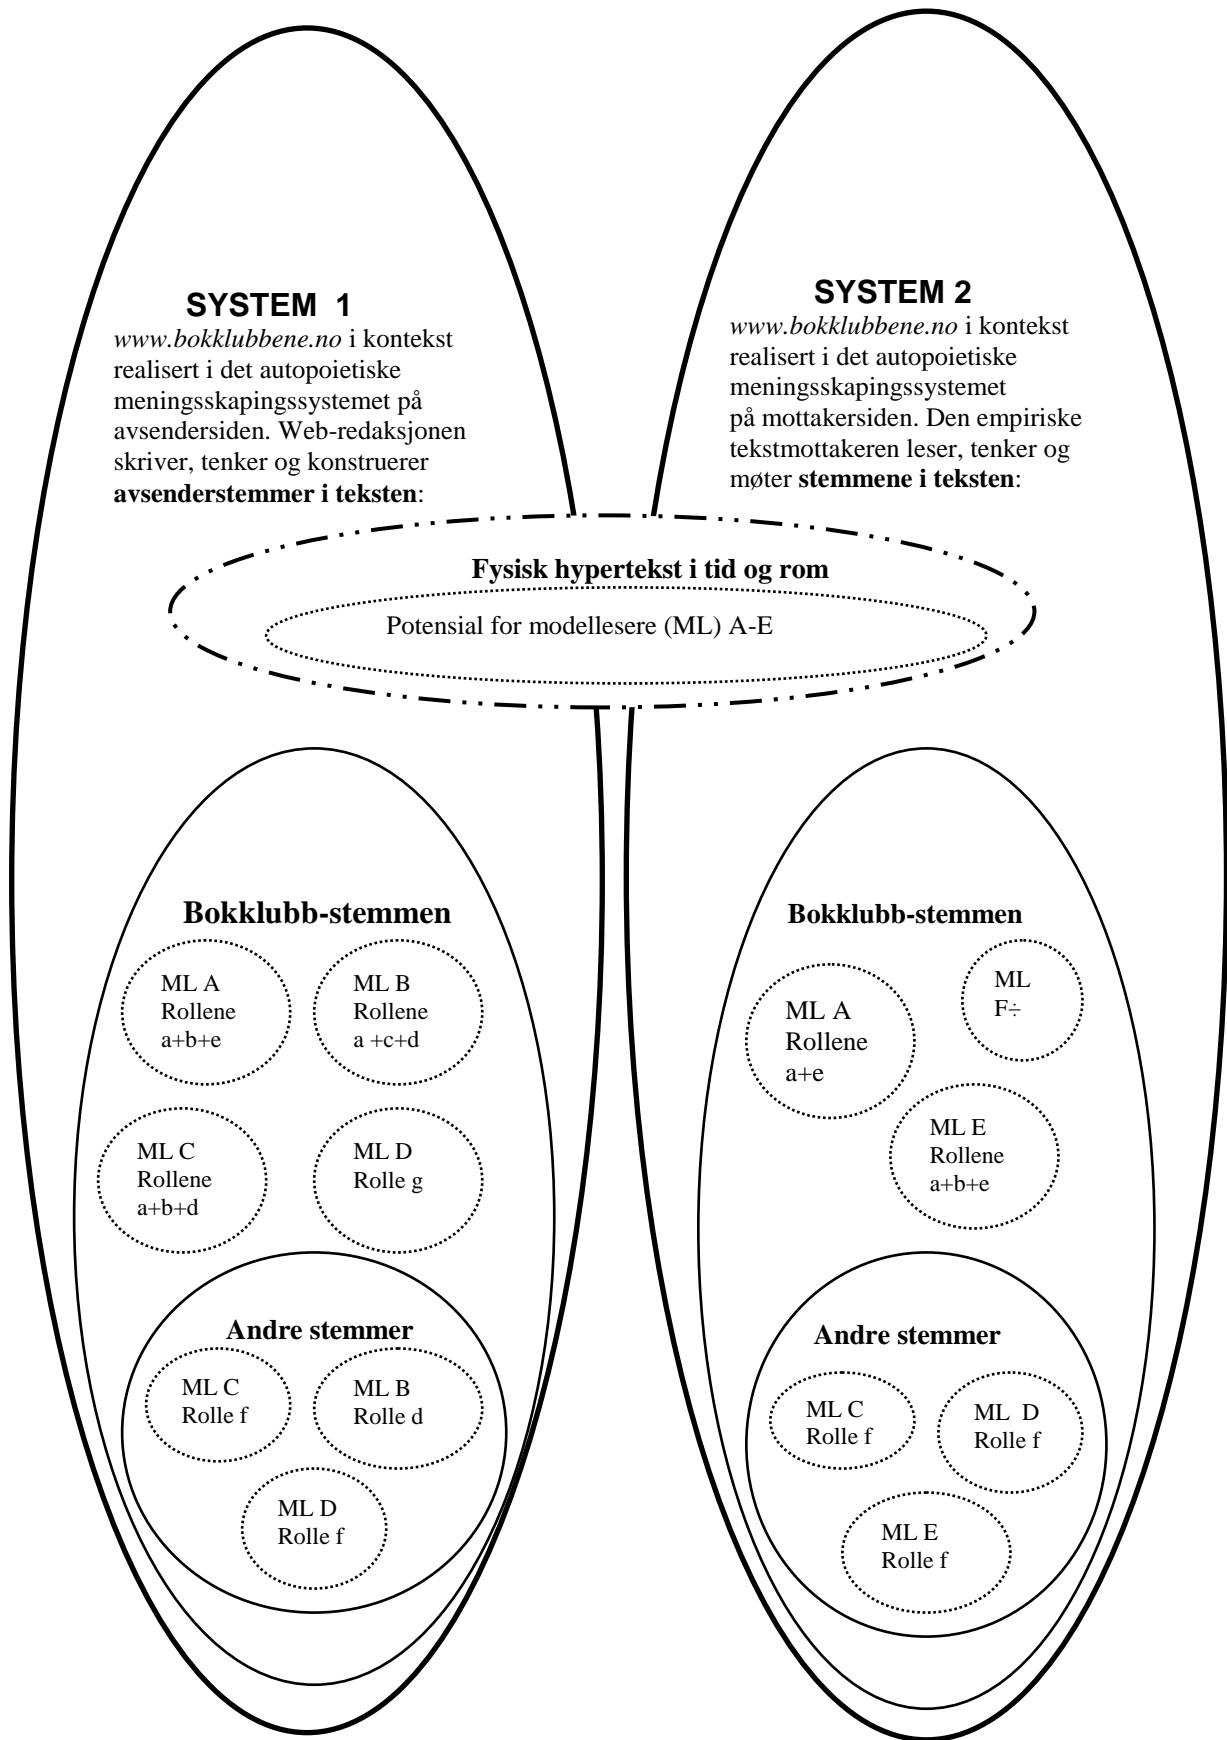 SYSTEM 1
www.bokklubbene.no i kontekst
realisert i det autopoietiske
meningsskapingssystemet på
avsendersiden. Web-redaksjonen
skriver, tenker og konstruerer
avsenderstemmer i teksten:
SYSTEM 2
www.bokklubbene.no i kontekst
realisert i det autopoietiske
meningsskapingssystemet
på mottakersiden. Den empiriske
tekstmottakeren leser, tenker og
møter stemmene i teksten:
Fysisk hypertekst i tid og rom
Potensial for modellesere (ML) A-E
Bokklubb-stemmen
ML A
Rollene
a+b+e
ML B
Rollene
a +c+d
ML C
Rollene
a+b+d
ML D
Rolle g
Andre stemmer
ML C
Rolle f
ML B
Rolle d
ML D
Rolle f
Bokklubb-stemmen
ML A
Rollene
a+e
ML
F÷
ML E
Rollene
a+b+e
Andre stemmer
ML C
Rolle f
ML D
Rolle f
ML E
Rolle f